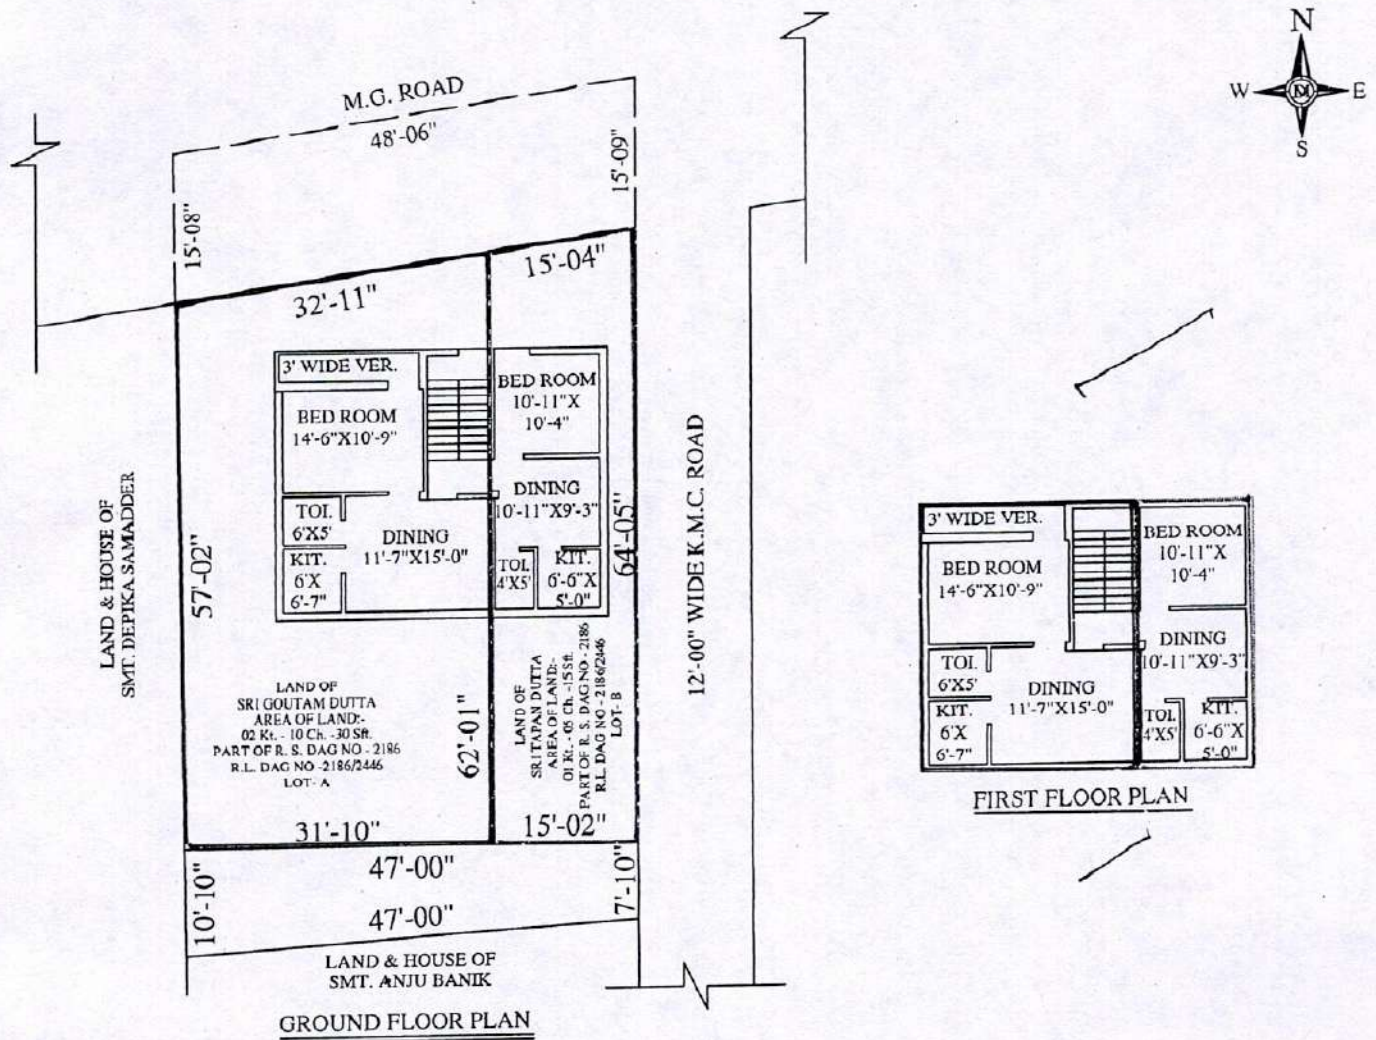 N
W
E
S
M.G. ROAD
48'-06"
15'-09"
15'-08"
15'-04"
32'-11"
3' WIDE VER.
BED ROOM
14'-6"X10'-9"
BED ROOM
10'-11"X
10'-4"
DINING
10'-11"X9'-3"
TOI.
6'X5'
KIT.
6'X
6'-7"
DINING
11'-7"X15'-0"
TOI.
4'X5'
KIT.
6'-6"X
5'-0"
LAND & HOUSE OF
SMT. DEPIKA SAMADDER
57'-02"
64'-05"
12'-00" WIDE K.M.C. ROAD
LAND OF
SRI GOUTAM DUTTA
AREA OF LAND:-
02 Kt. - 10 Ch. -30 Sft.
PART OF R. S. DAG NO - 2186
R.L. DAG NO -2186/2446
LOT- A
62'-01"
LAND OF
SRI TAPAN DUTTA
AREA OF LAND:-
01 Kt. - 05 Ch. -15 Sft.
PART OF R. S. DAG NO - 2186
R.L. DAG NO - 2186/2446
LOT- B
31'-10"
15'-02"
47'-00"
10'-10"
7'-10"
47'-00"
LAND & HOUSE OF
SMT. ANJU BANIK
GROUND FLOOR PLAN
3' WIDE VER.
BED ROOM
14'-6"X10'-9"
BED ROOM
10'-11"X
10'-4"
DINING
10'-11"X9'-3"
TOI.
6'X5'
KIT.
6'X
6'-7"
DINING
11'-7"X15'-0"
TOI.
4'X5'
KIT.
6'-6"X
5'-0"
FIRST FLOOR PLAN